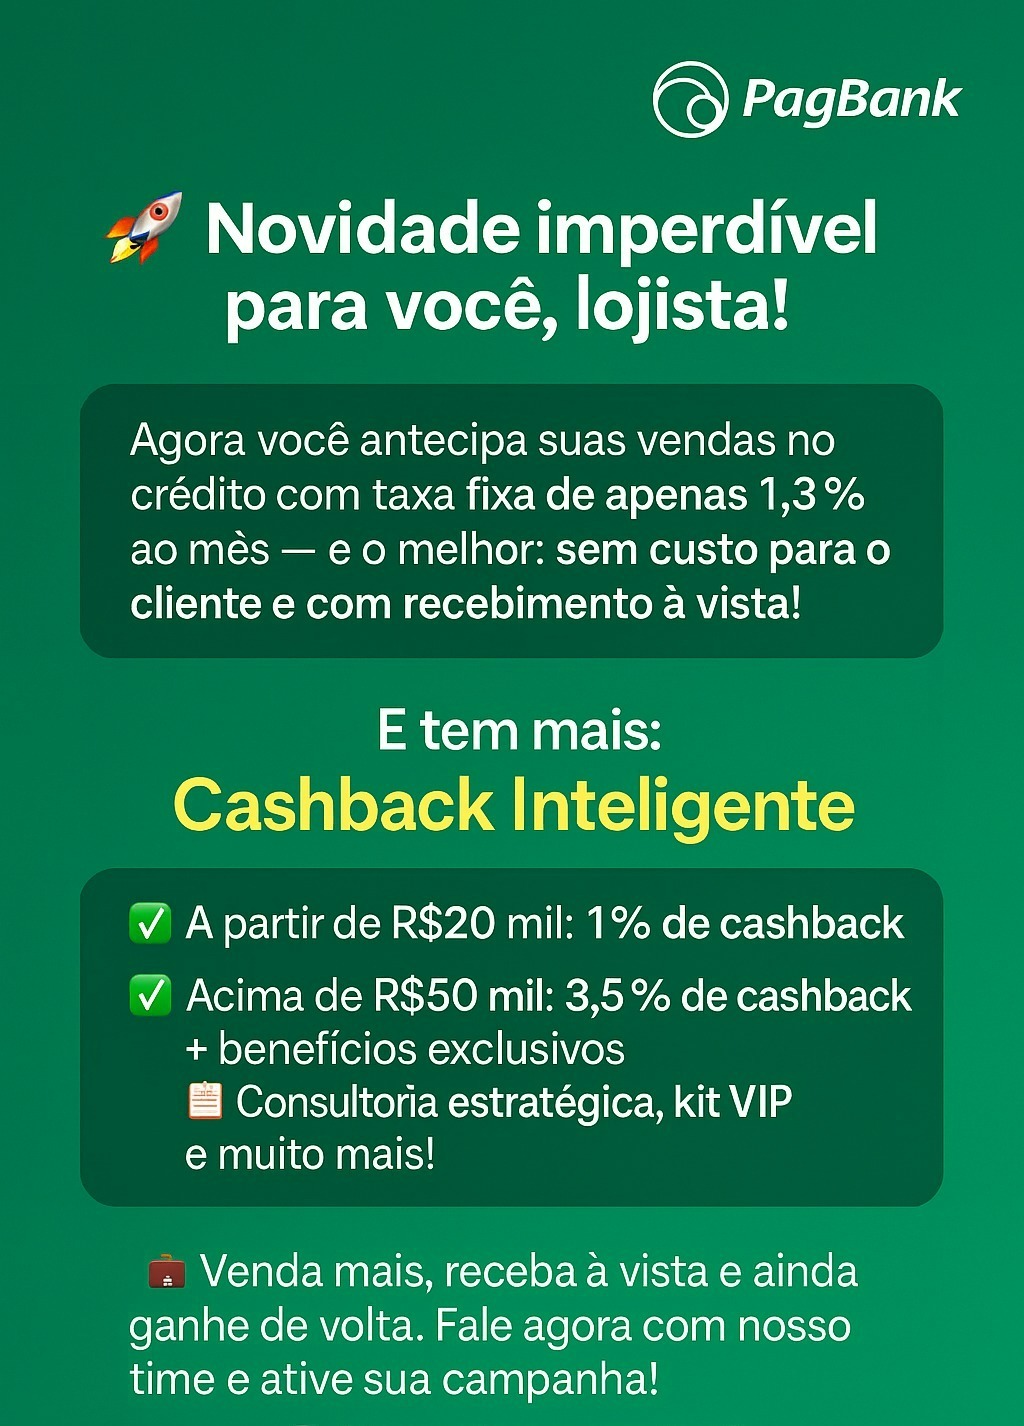 PagBank
🚀 Novidade imperdível
para você, lojista!
Agora você antecipa suas vendas no
crédito com taxa fixa de apenas 1,3 %
ao mès — e o melhor: sem custo para o
cliente e com recebimento à vista!
E tem mais:
Cashback Inteligente
✅ A partir de R$20 mil: 1% de cashback
✅ Acima de R$50 mil: 3,5 % de cashback
+ benefícios exclusivos
📋 Consultorìa estratégica, kit VIP
e muito mais!
💼 Venda mais, receba à vista e ainda
ganhe de volta. Fale agora com nosso
time e ative sua campanha!